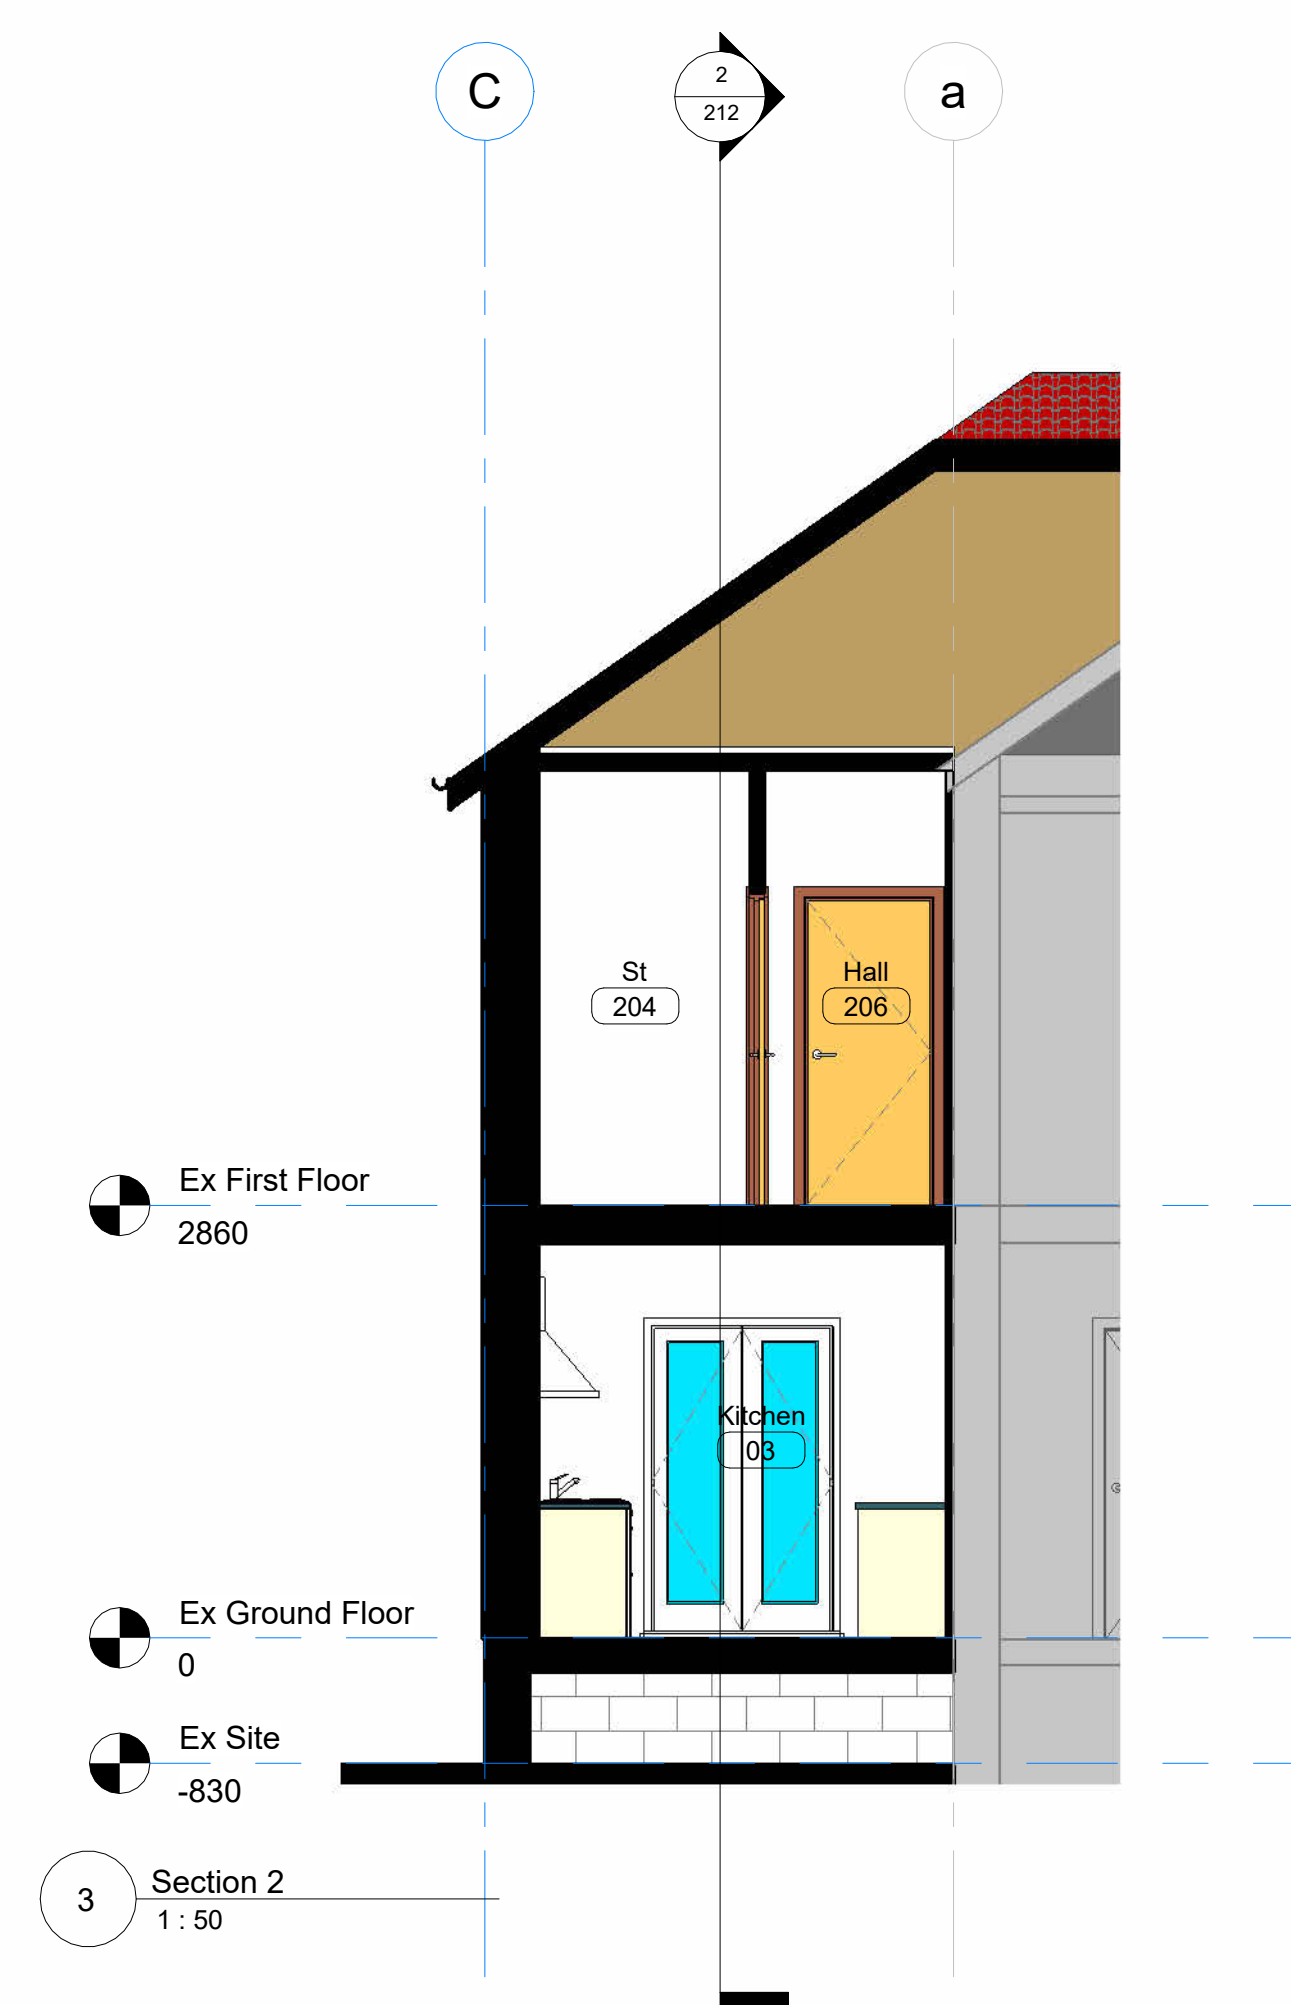 C
2
212
a
St
204
Hall
206
Ex First Floor
2860
Kitchen
03
Ex Ground Floor
0
Ex Site
-830
3
Section 2
1 : 50